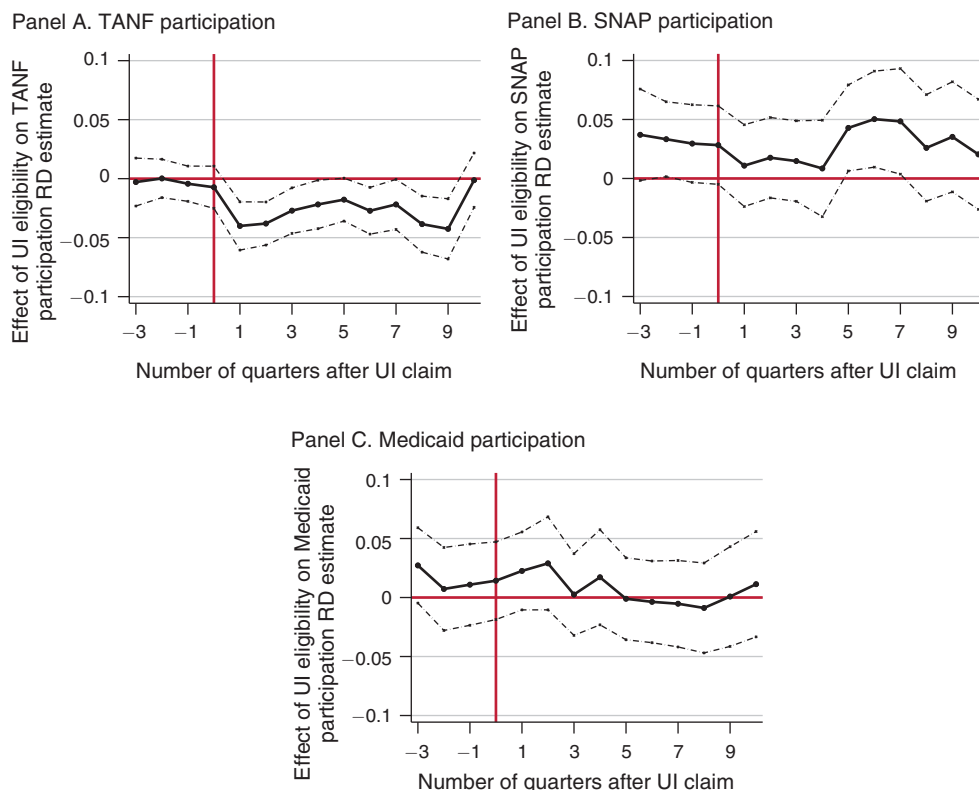 Panel A. TANF participation
Effect of UI eligibility on TANF
participation RD estimate
0.1
0.05
0
−0.05
−0.1
−3 −1 1 3 5 7 9
Number of quarters after UI claim
Panel B. SNAP participation
Effect of UI eligibility on SNAP
participation RD estimate
0.1
0.05
0
−0.05
−0.1
−3 −1 1 3 5 7 9
Number of quarters after UI claim
Panel C. Medicaid participation
Effect of UI eligibility on Medicaid
participation RD estimate
0.1
0.05
0
−0.05
−0.1
−3 −1 1 3 5 7 9
Number of quarters after UI claim